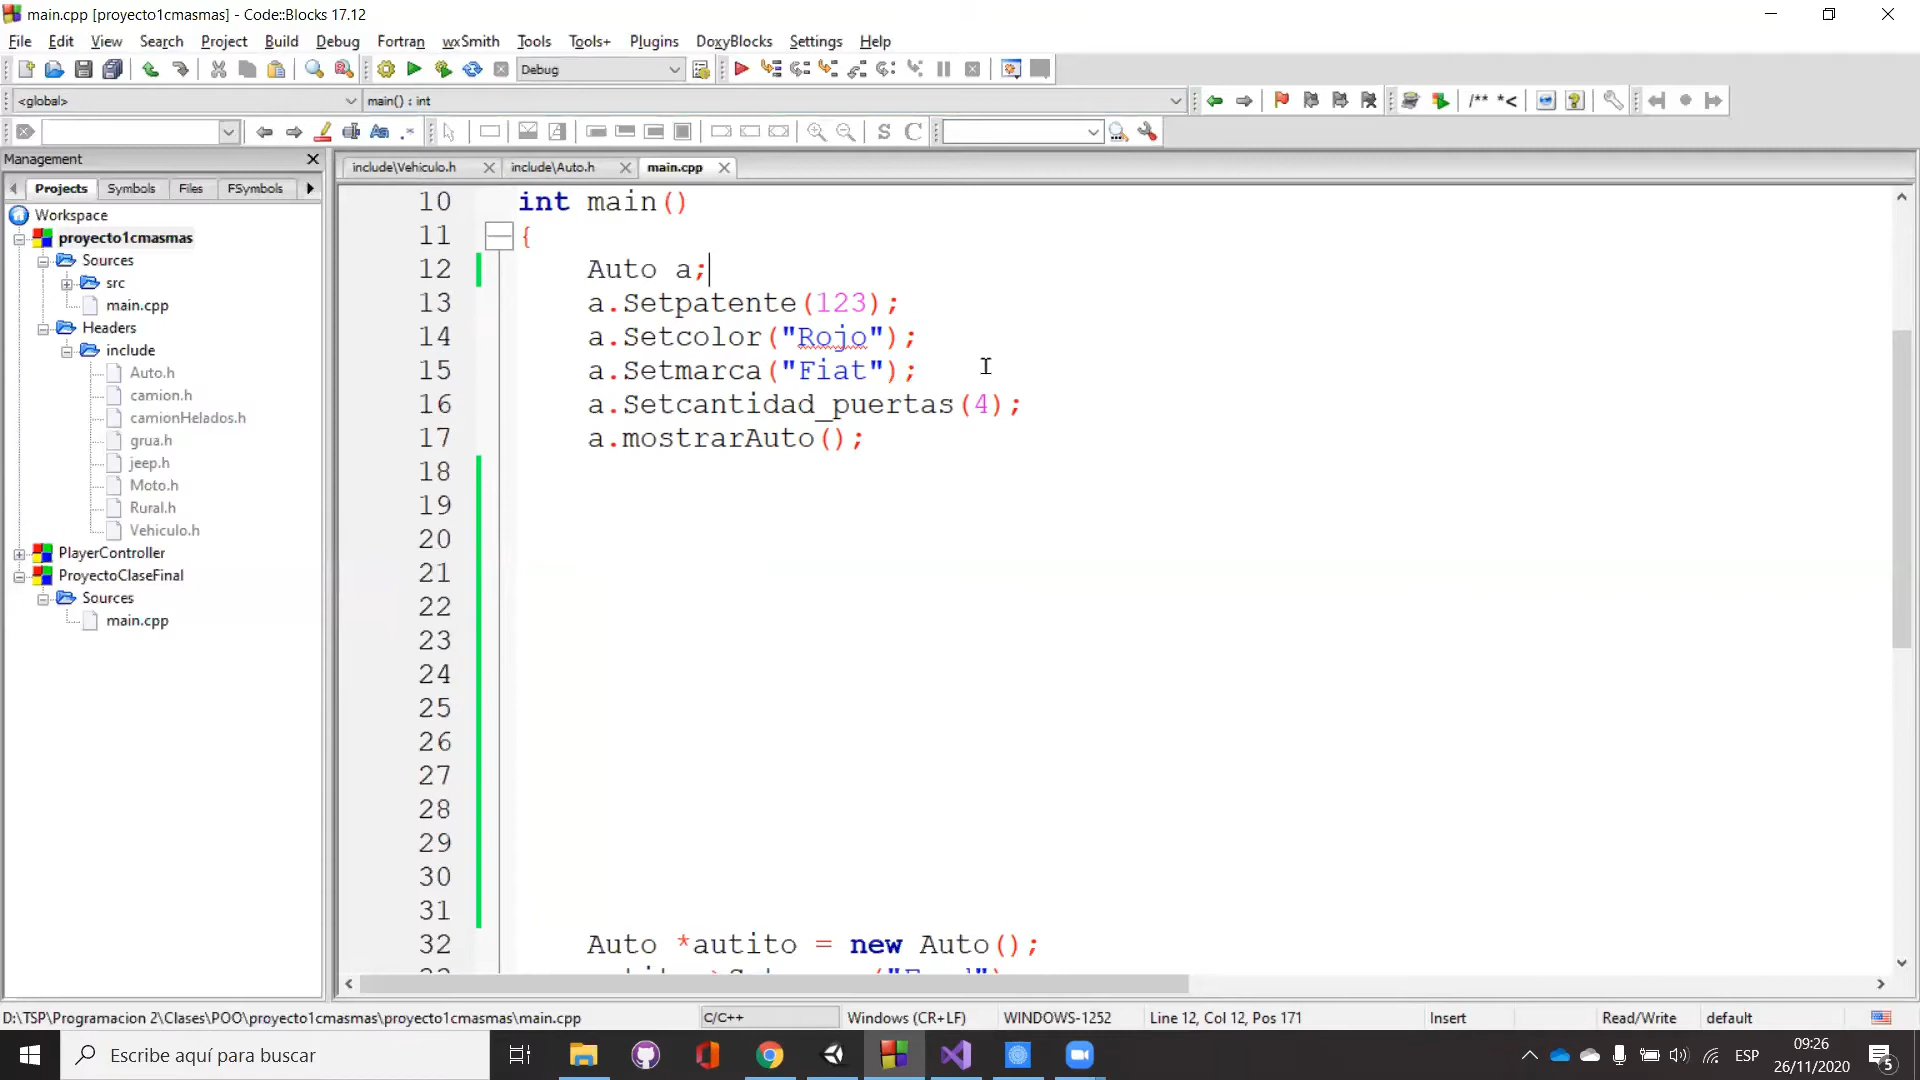 main.cpp [proyecto1cmasmas] - Code::Blocks 17.12
File Edit View Search Project Build Debug Fortran wxSmith Tools Tools+ Plugins DoxyBlocks Settings Help
Debug
<global> main() : int
/** *<
S C
Management
include\Vehiculo.h include\Auto.h main.cpp
Projects Symbols Files FSymbols
Workspace
proyecto1cmasmas
Sources
src
main.cpp
Headers
include
Auto.h
camion.h
camionHelados.h
grua.h
jeep.h
Moto.h
Rural.h
Vehiculo.h
PlayerController
ProyectoClaseFinal
Sources
main.cpp
10 int main()
11 {
12 Auto a;
13 a.Setpatente(123);
14 a.Setcolor("Rojo");
15 a.Setmarca("Fiat");
16 a.Setcantidad_puertas(4);
17 a.mostrarAuto();
18
19
20
21
22
23
24
25
26
27
28
29
30
31
32 Auto *autito = new Auto();
D:\TSP\Programacion 2\Clases\POO\proyecto1cmasmas\proyecto1cmasmas\main.cpp C/C++ Windows (CR+LF) WINDOWS-1252 Line 12, Col 12, Pos 171 Insert Read/Write default
Escribe aquí para buscar
ESP
09:26
26/11/2020
5